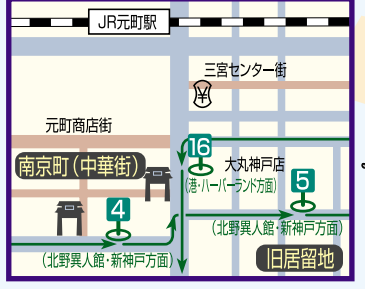 JR元町駅
三宮センター街
元町商店街
16
大丸神戸店
(港・ハーバーランド方面)
南京町(中華街)
5
4
(北野異人館・新神戸方面)
(北野異人館・新神戸方面)
旧居留地